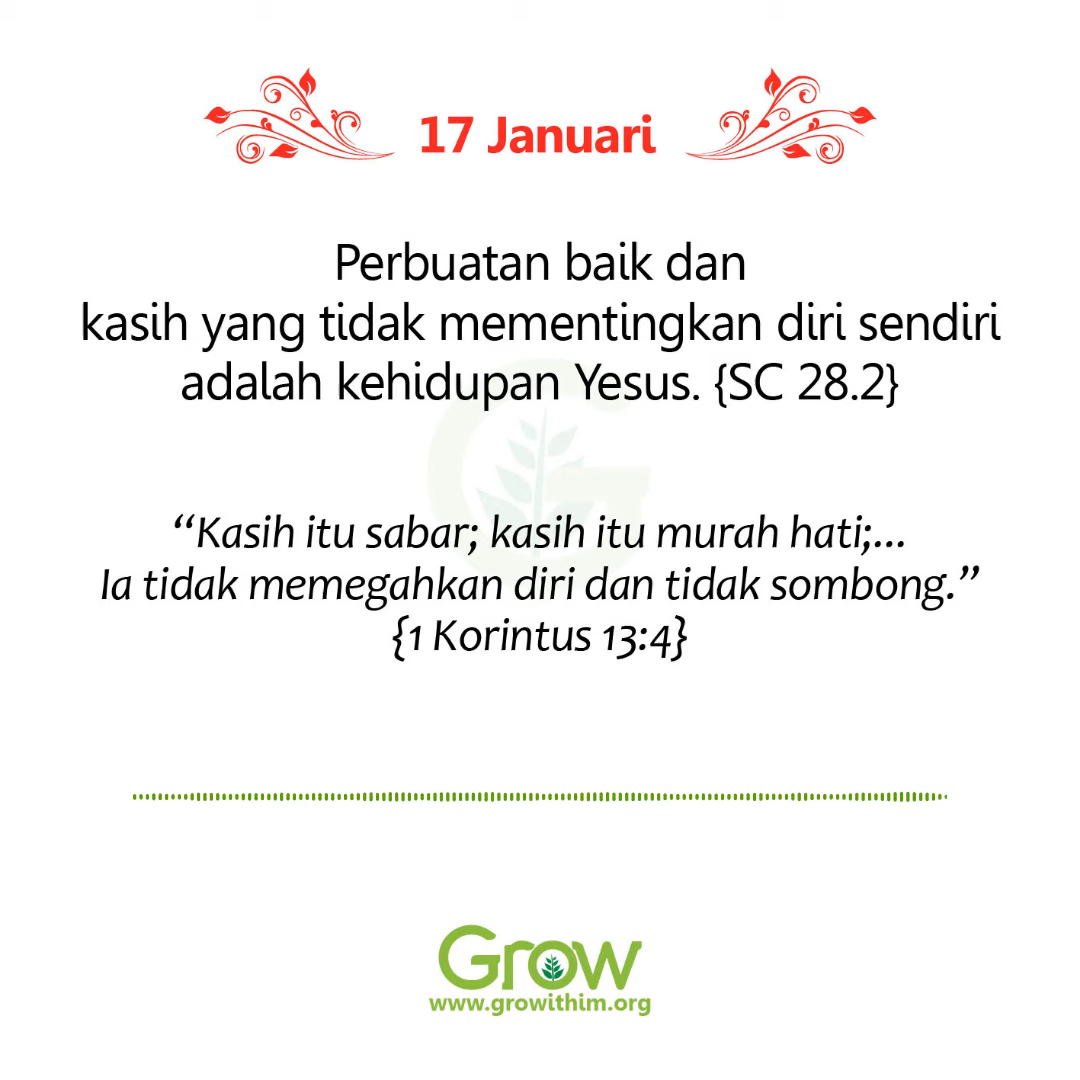 17 Januari
Perbuatan baik dan
kasih yang tidak mementingkan diri sendiri
adalah kehidupan Yesus. {SC 28.2}
“Kasih itu sabar; kasih itu murah hati;...
Ia tidak memegahkan diri dan tidak sombong.”
{1 Korintus 13:4}
Grow
www.growithim.org